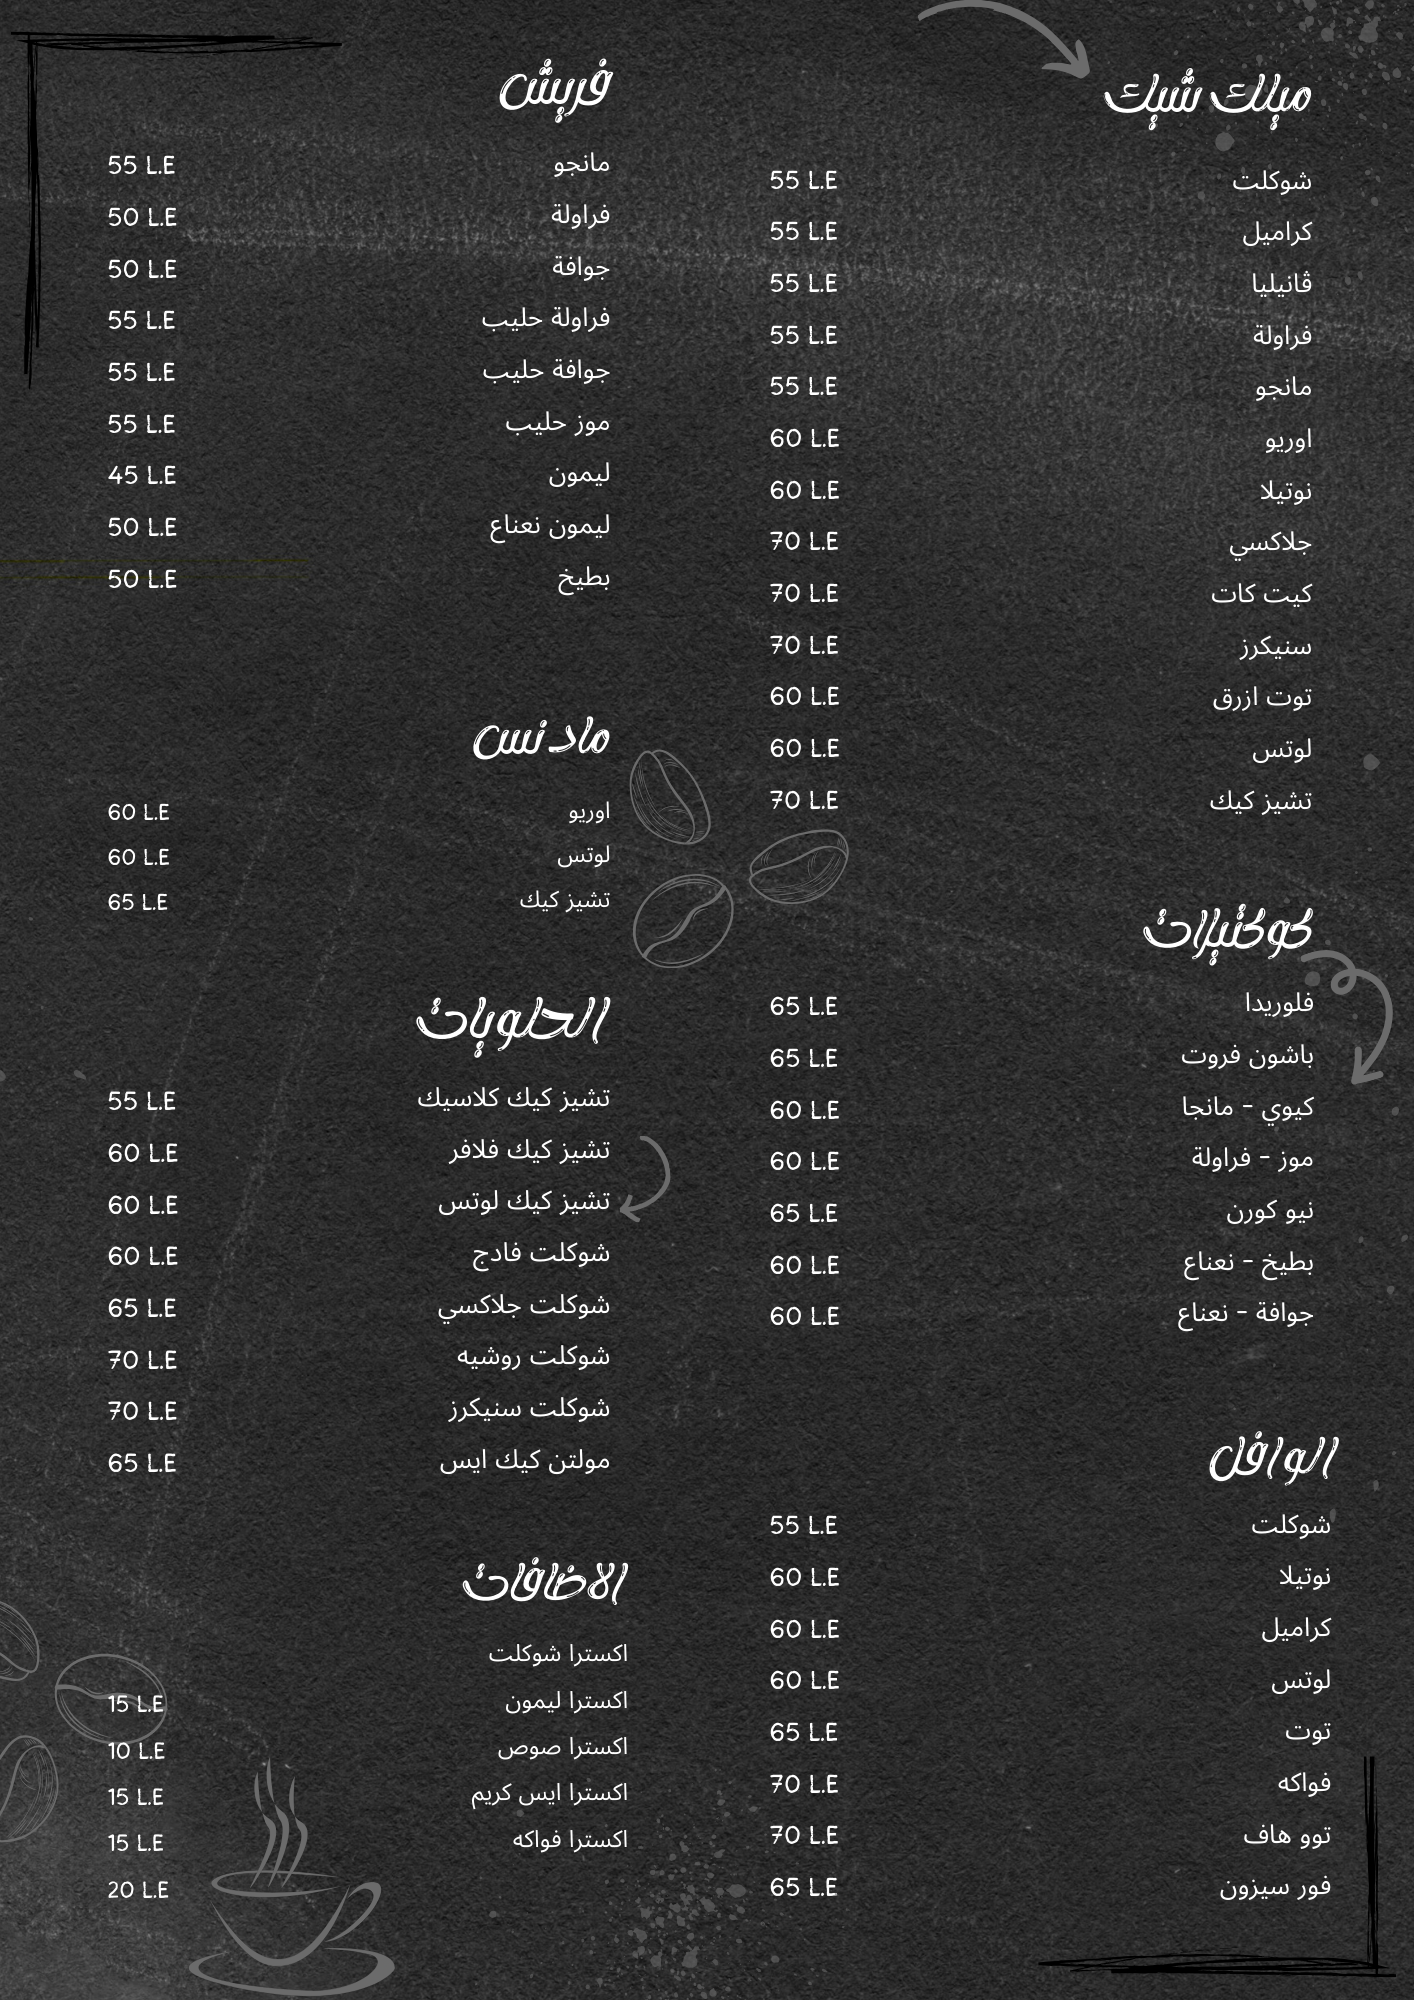 ميلك شيك
شوكلت 55 L.E
كراميل 55 L.E
ڤانيليا 55 L.E
فراولة 55 L.E
مانجو 55 L.E
اوريو 60 L.E
نوتيلا 60 L.E
جلاكسي 70 L.E
كيت كات 70 L.E
سنيكرز 70 L.E
توت ازرق 60 L.E
لوتس 60 L.E
تشيز كيك 70 L.E
كوكتيلات
فلوريدا 65 L.E
باشون فروت 65 L.E
كيوي - مانجا 60 L.E
موز - فراولة 60 L.E
نيو كورن 65 L.E
بطيخ - نعناع 60 L.E
جوافة - نعناع 60 L.E
الوافل
شوكلت 55 L.E
نوتيلا 60 L.E
كراميل 60 L.E
لوتس 60 L.E
توت 65 L.E
فواكه 70 L.E
توو هاف 70 L.E
فور سيزون 65 L.E
فريش
مانجو 55 L.E
فراولة 50 L.E
جوافة 50 L.E
فراولة حليب 55 L.E
جوافة حليب 55 L.E
موز حليب 55 L.E
ليمون 45 L.E
ليمون نعناع 50 L.E
بطيخ 50 L.E
مادنس
اوريو 60 L.E
لوتس 60 L.E
تشيز كيك 65 L.E
الحلويات
تشيز كيك كلاسيك 55 L.E
تشيز كيك فلافر 60 L.E
تشيز كيك لوتس 60 L.E
شوكلت فادج 60 L.E
شوكلت جلاكسي 65 L.E
شوكلت روشيه 70 L.E
شوكلت سنيكرز 70 L.E
مولتن كيك ايس 65 L.E
الاضافات
اكسترا شوكلت 15 L.E
اكسترا ليمون 10 L.E
اكسترا صوص 15 L.E
اكسترا ايس كريم 15 L.E
اكسترا فواكه 20 L.E